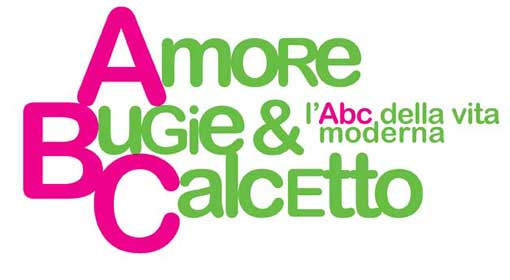 Amore
Bugie &
l'Abc della vita
moderna
Calcetto